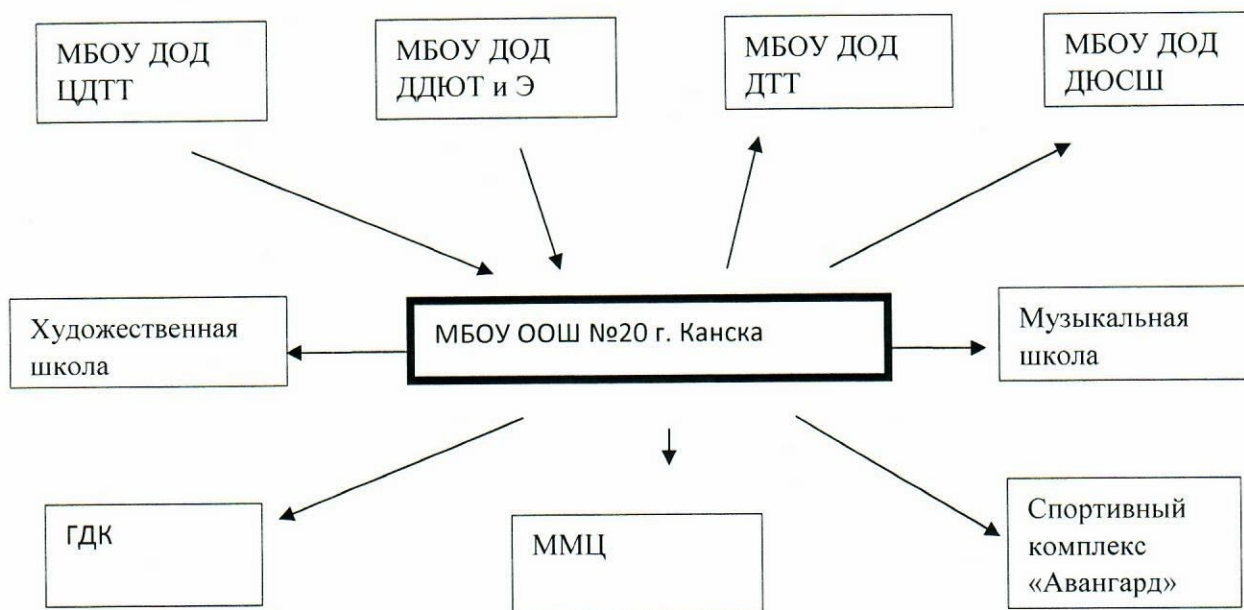 МБОУ ДОД
ЦДТТ
МБОУ ДОД
ДДЮТ и Э
МБОУ ДОД
ДТТ
МБОУ ДОД
ДЮСШ
Художественная
школа
МБОУ ООШ №20 г. Канска
Музыкальная
школа
ГДК
ММЦ
Спортивный
комплекс
«Авангард»